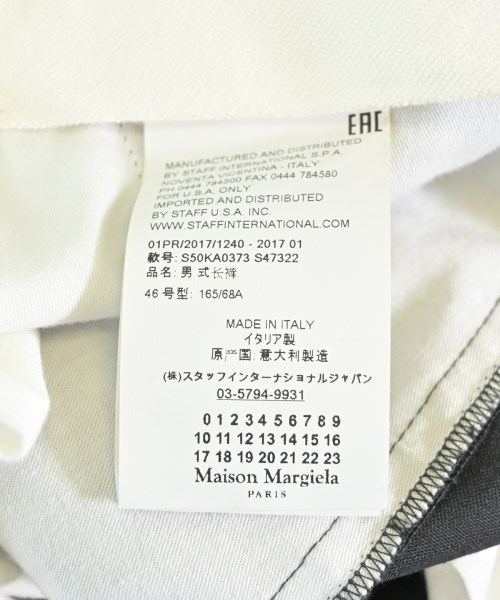 EAC
MANUFACTURED AND DISTRIBUTED
BY STAFF INTERNATIONAL S.P.A.
NOVENTA VICENTINA - ITALY
PH 0444 784300 FAX 0444 784580
FOR U.S.A. ONLY
IMPORTED AND DISTRIBUTED
BY STAFF U.S.A. INC.
WWW.STAFFINTERNATIONAL.COM
01PR/2017/1240 - 2017 01
款号: S50KA0373 S47322
品名: 男 式长裤
46 号型: 165/68A
MADE IN ITALY
イタリア製
原产国: 意大利製造
(株)スタッフインターナショナルジャパン
03-5794-9931
0 1 2 3 4 5 6 7 8 9
10 11 12 13 14 15 16
17 18 19 20 21 22 23
Maison Margiela
PARIS